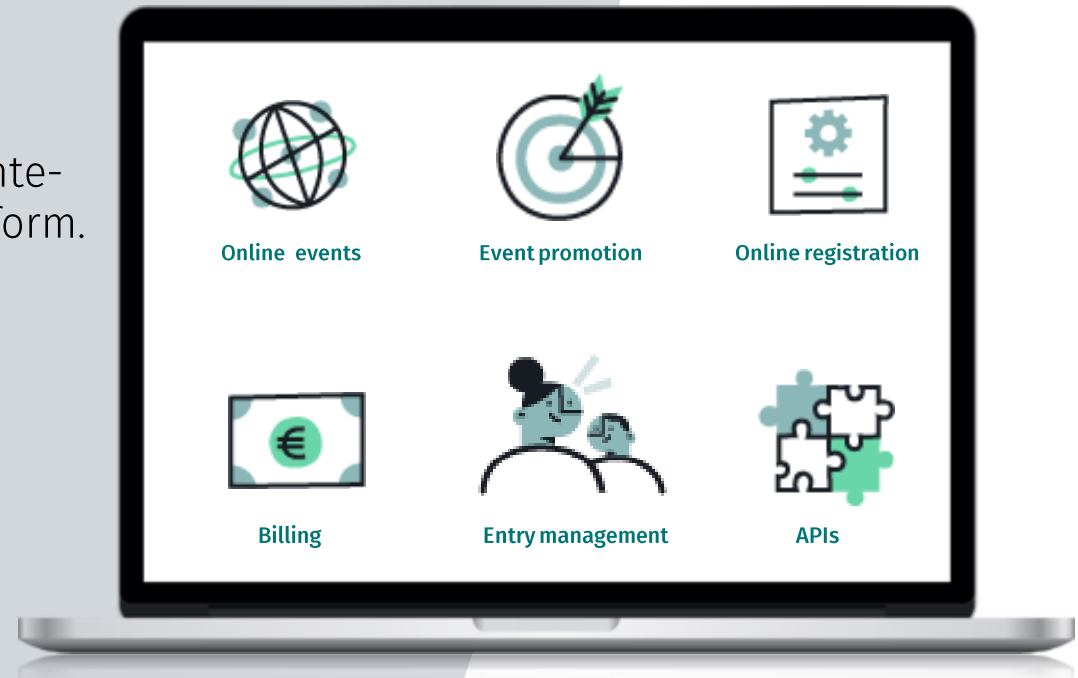 nte-
form.
Online events
Event promotion
Online registration
€
Billing
Entry management
APIs